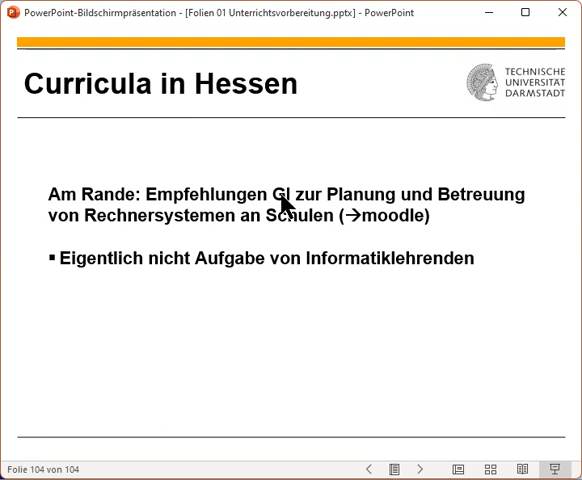 PowerPoint-Bildschirmpräsentation - [Folien 01 Unterrichtsvorbereitung.pptx] - PowerPoint
Curricula in Hessen
TECHNISCHE
UNIVERSITÄT
DARMSTADT
Am Rande: Empfehlungen GI zur Planung und Betreuung
von Rechnersystemen an Schulen (→moodle)
▪ Eigentlich nicht Aufgabe von Informatiklehrenden
Folie 104 von 104